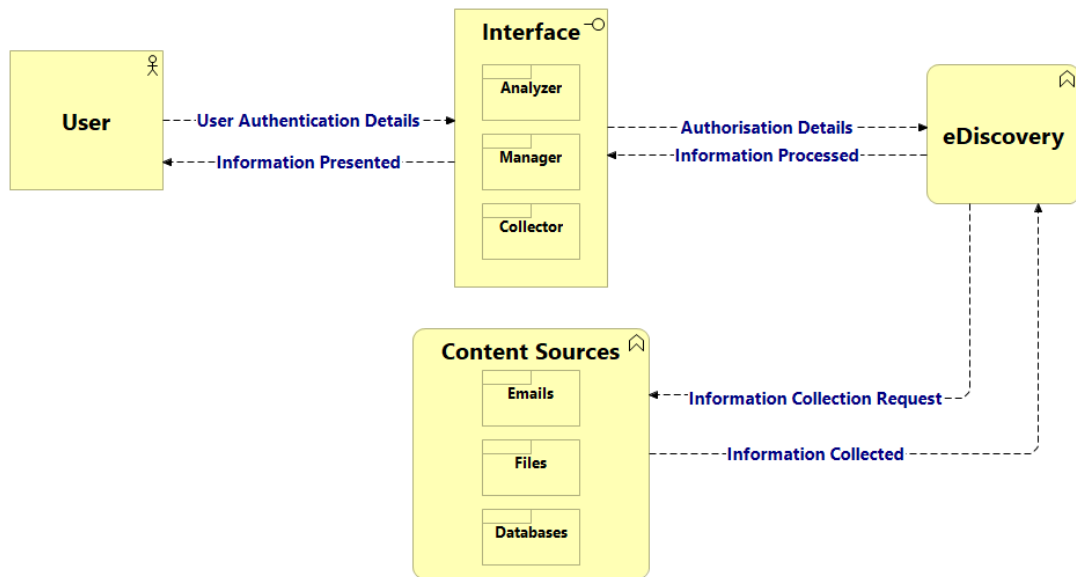 Interface
Analyzer
User
User Authentication Details
Authorisation Details
eDiscovery
Information Presented
Manager
Information Processed
Collector
Content Sources
Emails
Information Collection Request
Files
Information Collected
Databases